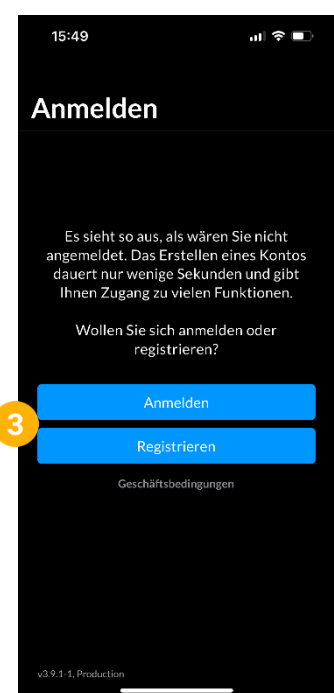 15:49
Anmelden
Es sieht so aus, als wären Sie nicht
angemeldet. Das Erstellen eines Kontos
dauert nur wenige Sekunden und gibt
Ihnen Zugang zu vielen Funktionen.
Wollen Sie sich anmelden oder
registrieren?
Anmelden
3
Registrieren
Geschäftsbedingungen
v3.9.1-1, Production